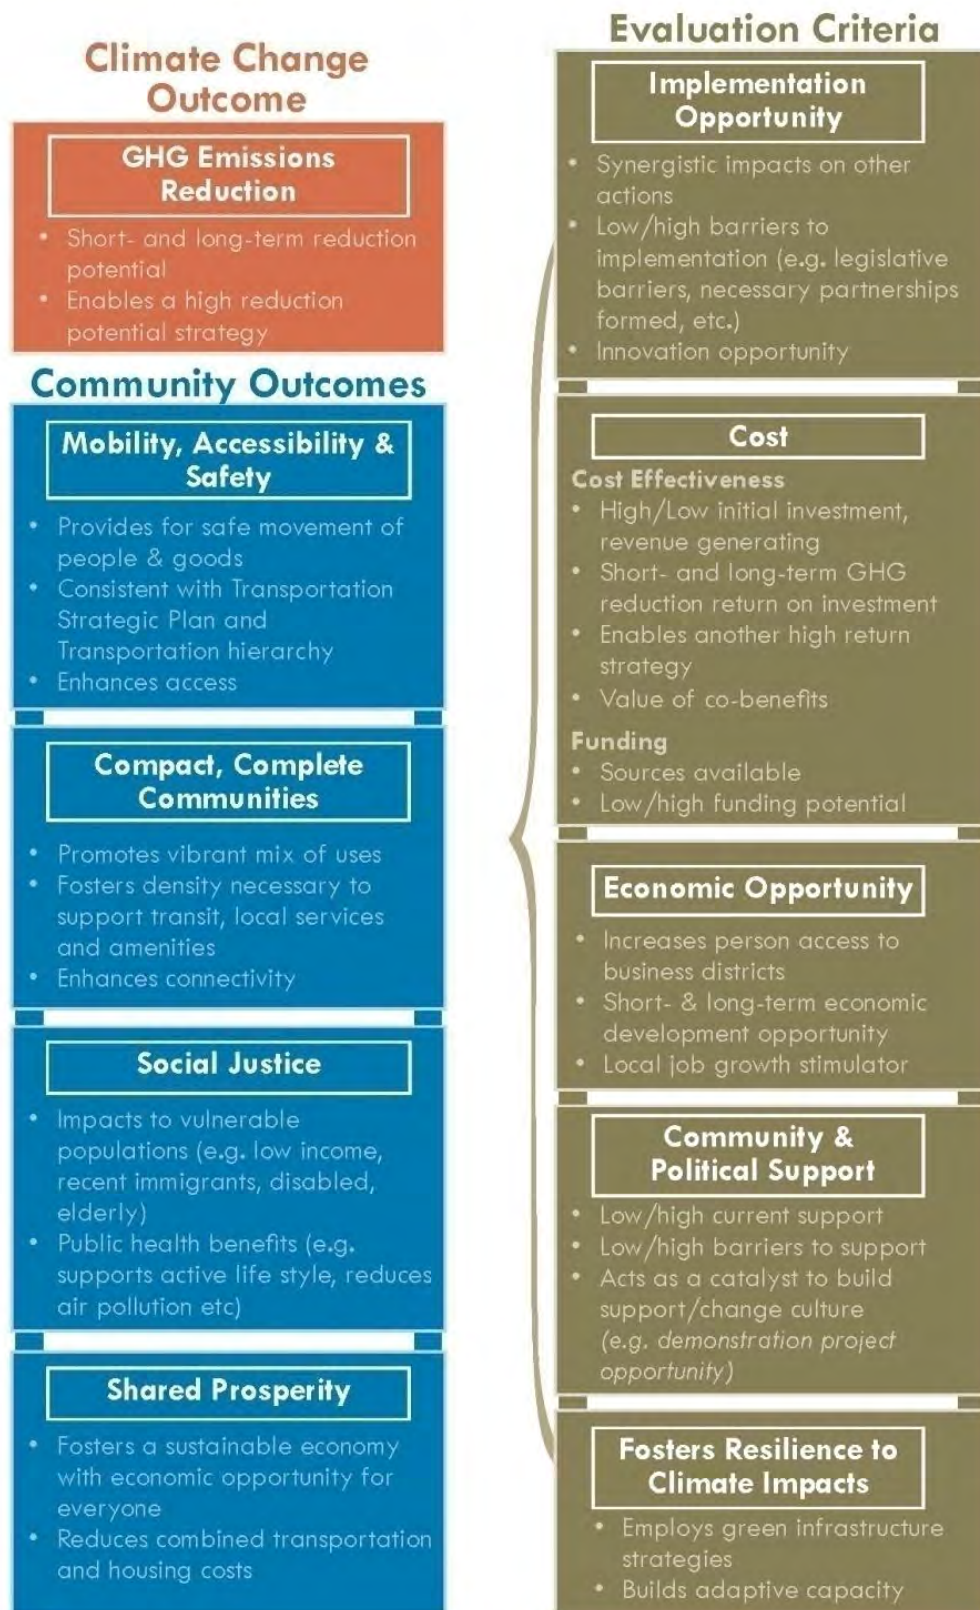 Climate Change
Outcome
GHG Emissions
Reduction
• Short- and long-term reduction
potential
• Enables a high reduction
potential strategy
Community Outcomes
Mobility, Accessibility &
Safety
• Provides for safe movement of
people & goods
• Consistent with Transportation
Strategic Plan and
Transportation hierarchy
• Enhances access
Compact, Complete
Communities
• Promotes vibrant mix of uses
• Fosters density necessary to
support transit, local services
and amenities
• Enhances connectivity
Social Justice
• Impacts to vulnerable
populations (e.g. low income,
recent immigrants, disabled,
elderly)
• Public health benefits (e.g.
supports active life style, reduces
air pollution etc)
Shared Prosperity
• Fosters a sustainable economy
with economic opportunity for
everyone
• Reduces combined transportation
and housing costs
Evaluation Criteria
Implementation
Opportunity
• Synergistic impacts on other
actions
• Low/high barriers to
implementation (e.g. legislative
barriers, necessary partnerships
formed, etc.)
• Innovation opportunity
Cost
Cost Effectiveness
• High/Low initial investment,
revenue generating
• Short- and long-term GHG
reduction return on investment
• Enables another high return
strategy
• Value of co-benefits
Funding
• Sources available
• Low/high funding potential
Economic Opportunity
• Increases person access to
business districts
• Short- & long-term economic
development opportunity
• Local job growth stimulator
Community &
Political Support
• Low/high current support
• Low/high barriers to support
• Acts as a catalyst to build
support/change culture
(e.g. demonstration project
opportunity)
Fosters Resilience to
Climate Impacts
• Employs green infrastructure
strategies
• Builds adaptive capacity